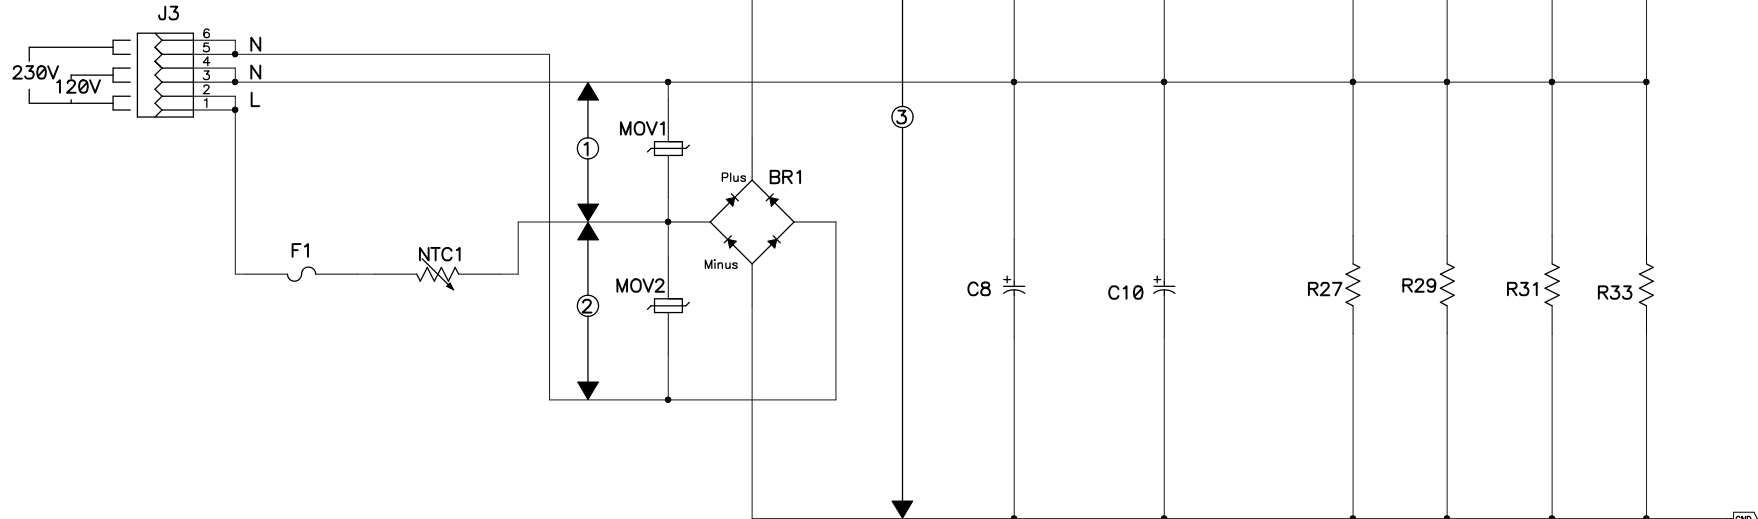 J3
6
5
4
3
2
1
N
N
L
230V
120V
F1
NTC1
1
2
MOV1
MOV2
Plus
BR1
Minus
3
C8
+
C10
+
R27
R29
R31
R33